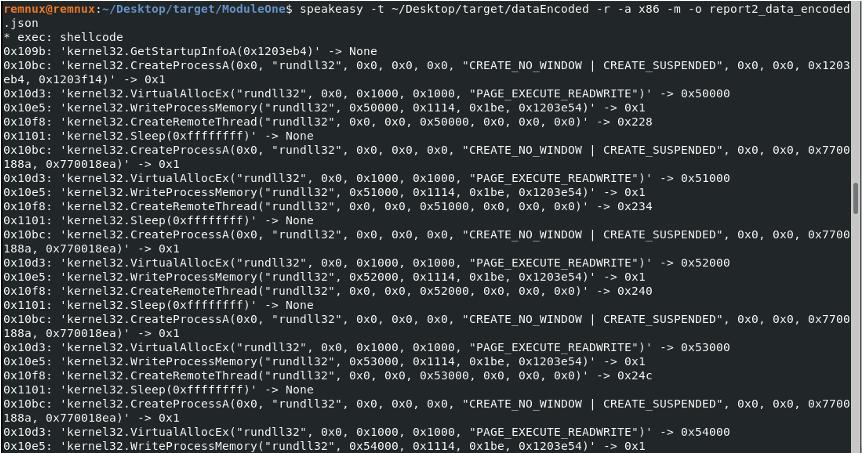 remnux@remnux:~/Desktop/target/ModuleOne$ speakeasy -t ~/Desktop/target/dataEncoded -r -a x86 -m -o report2_data_encoded
.json
* exec: shellcode
0x109b: 'kernel32.GetStartupInfoA(0x1203eb4)' -> None
0x10bc: 'kernel32.CreateProcessA(0x0, "rundll32", 0x0, 0x0, 0x0, "CREATE_NO_WINDOW | CREATE_SUSPENDED", 0x0, 0x0, 0x1203
eb4, 0x1203f14)' -> 0x1
0x10d3: 'kernel32.VirtualAllocEx("rundll32", 0x0, 0x1000, 0x1000, "PAGE_EXECUTE_READWRITE")' -> 0x50000
0x10e5: 'kernel32.WriteProcessMemory("rundll32", 0x50000, 0x1114, 0x1be, 0x1203e54)' -> 0x1
0x10f8: 'kernel32.CreateRemoteThread("rundll32", 0x0, 0x0, 0x50000, 0x0, 0x0, 0x0)' -> 0x228
0x1101: 'kernel32.Sleep(0xffffffff)' -> None
0x10bc: 'kernel32.CreateProcessA(0x0, "rundll32", 0x0, 0x0, 0x0, "CREATE_NO_WINDOW | CREATE_SUSPENDED", 0x0, 0x0, 0x7700
188a, 0x770018ea)' -> 0x1
0x10d3: 'kernel32.VirtualAllocEx("rundll32", 0x0, 0x1000, 0x1000, "PAGE_EXECUTE_READWRITE")' -> 0x51000
0x10e5: 'kernel32.WriteProcessMemory("rundll32", 0x51000, 0x1114, 0x1be, 0x1203e54)' -> 0x1
0x10f8: 'kernel32.CreateRemoteThread("rundll32", 0x0, 0x0, 0x51000, 0x0, 0x0, 0x0)' -> 0x234
0x1101: 'kernel32.Sleep(0xffffffff)' -> None
0x10bc: 'kernel32.CreateProcessA(0x0, "rundll32", 0x0, 0x0, 0x0, "CREATE_NO_WINDOW | CREATE_SUSPENDED", 0x0, 0x0, 0x7700
188a, 0x770018ea)' -> 0x1
0x10d3: 'kernel32.VirtualAllocEx("rundll32", 0x0, 0x1000, 0x1000, "PAGE_EXECUTE_READWRITE")' -> 0x52000
0x10e5: 'kernel32.WriteProcessMemory("rundll32", 0x52000, 0x1114, 0x1be, 0x1203e54)' -> 0x1
0x10f8: 'kernel32.CreateRemoteThread("rundll32", 0x0, 0x0, 0x52000, 0x0, 0x0, 0x0)' -> 0x240
0x1101: 'kernel32.Sleep(0xffffffff)' -> None
0x10bc: 'kernel32.CreateProcessA(0x0, "rundll32", 0x0, 0x0, 0x0, "CREATE_NO_WINDOW | CREATE_SUSPENDED", 0x0, 0x0, 0x7700
188a, 0x770018ea)' -> 0x1
0x10d3: 'kernel32.VirtualAllocEx("rundll32", 0x0, 0x1000, 0x1000, "PAGE_EXECUTE_READWRITE")' -> 0x53000
0x10e5: 'kernel32.WriteProcessMemory("rundll32", 0x53000, 0x1114, 0x1be, 0x1203e54)' -> 0x1
0x10f8: 'kernel32.CreateRemoteThread("rundll32", 0x0, 0x0, 0x53000, 0x0, 0x0, 0x0)' -> 0x24c
0x1101: 'kernel32.Sleep(0xffffffff)' -> None
0x10bc: 'kernel32.CreateProcessA(0x0, "rundll32", 0x0, 0x0, 0x0, "CREATE_NO_WINDOW | CREATE_SUSPENDED", 0x0, 0x0, 0x7700
188a, 0x770018ea)' -> 0x1
0x10d3: 'kernel32.VirtualAllocEx("rundll32", 0x0, 0x1000, 0x1000, "PAGE_EXECUTE_READWRITE")' -> 0x54000
0x10e5: 'kernel32.WriteProcessMemory("rundll32", 0x54000, 0x1114, 0x1be, 0x1203e54)' -> 0x1